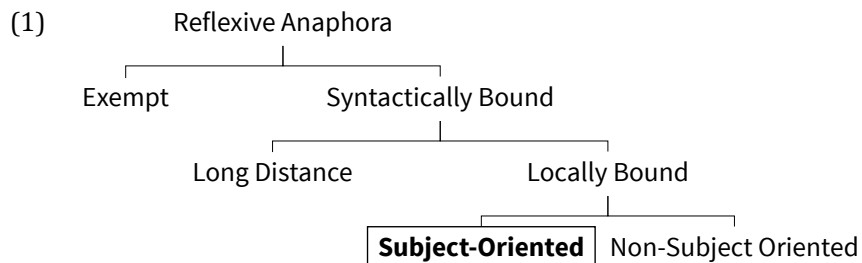 (1) Reflexive Anaphora
Exempt Syntactically Bound
Long Distance Locally Bound
Subject-Oriented Non-Subject Oriented